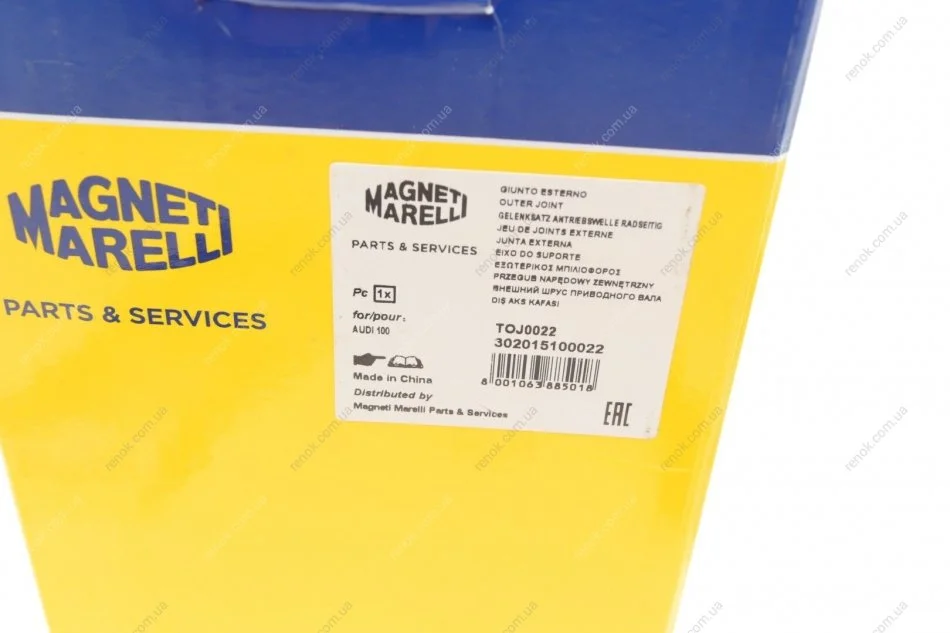 MAGNETI
MARELLI
PARTS & SERVICES
MAGNETI
MARELLI
PARTS & SERVICES
Pc 1x
for/pour:
AUDI 100
Made in China
Distributed by
Magneti Marelli Parts & Services
GIUNTO ESTERNO
OUTER JOINT
GELENKSATZ ANTRIEBSWELLE RADSEITIG
JEU DE JOINTS EXTERNE
JUNTA EXTERNA
EIXO DO SUPORTE
ΕΞΩΤΕΡΙΚΟΣ ΜΠΙΛΙΟΦΟΡΟΣ
PRZEGUB NAPĘDOWY ZEWNĘTRZNY
ВНЕШНИЙ ШРУС ПРИВОДНОГО ВАЛА
DIŞ AKS KAFASI
TOJ0022
302015100022
8 001063 885018
EAC
renok.com.ua